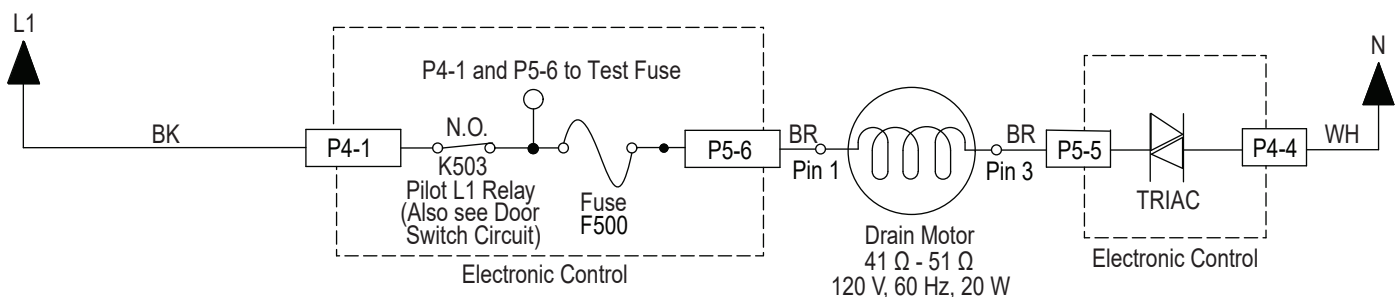 L1
N
P4-1 and P5-6 to Test Fuse
BK
P4-1
N.O.
K503
Pilot L1 Relay
(Also see Door
Switch Circuit)
Fuse
F500
P5-6
Electronic Control
BR
Pin 1
Drain Motor
41 Ω - 51 Ω
120 V, 60 Hz, 20 W
BR
Pin 3
P5-5
TRIAC
P4-4
WH
Electronic Control